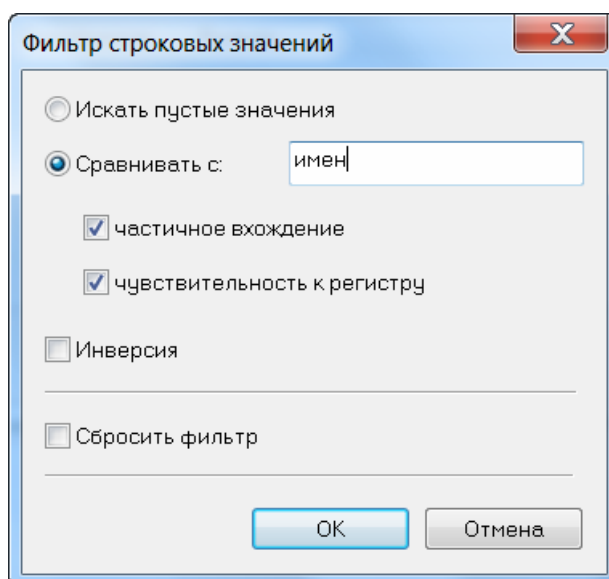 Фильтр строковых значений
Искать пустые значения
Сравнивать с: имен
частичное вхождение
чувствительность к регистру
Инверсия
Сбросить фильтр
OK Отмена